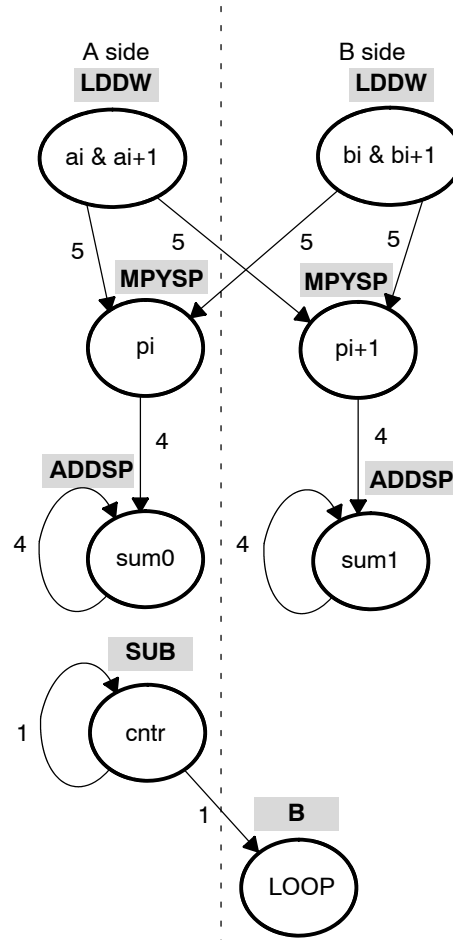 A side B side
LDDW LDDW
ai & ai+1 bi & bi+1
5 5 5 5
MPYSP MPYSP
pi pi+1
4 4
ADDSP ADDSP
4 sum0 4 sum1
SUB
1 cntr
1 B
LOOP